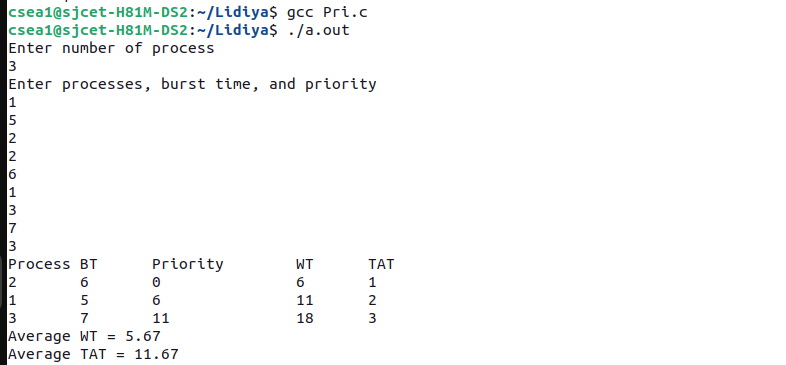 csea1@sjcet-H81M-DS2:~/Lidiya$ gcc Pri.c
csea1@sjcet-H81M-DS2:~/Lidiya$ ./a.out
Enter number of process
3
Enter processes, burst time, and priority
1
5
2
2
6
1
3
7
3
Process BT      Priority        WT      TAT
2       6       0               6       1
1       5       6               11      2
3       7       11              18      3
Average WT = 5.67
Average TAT = 11.67